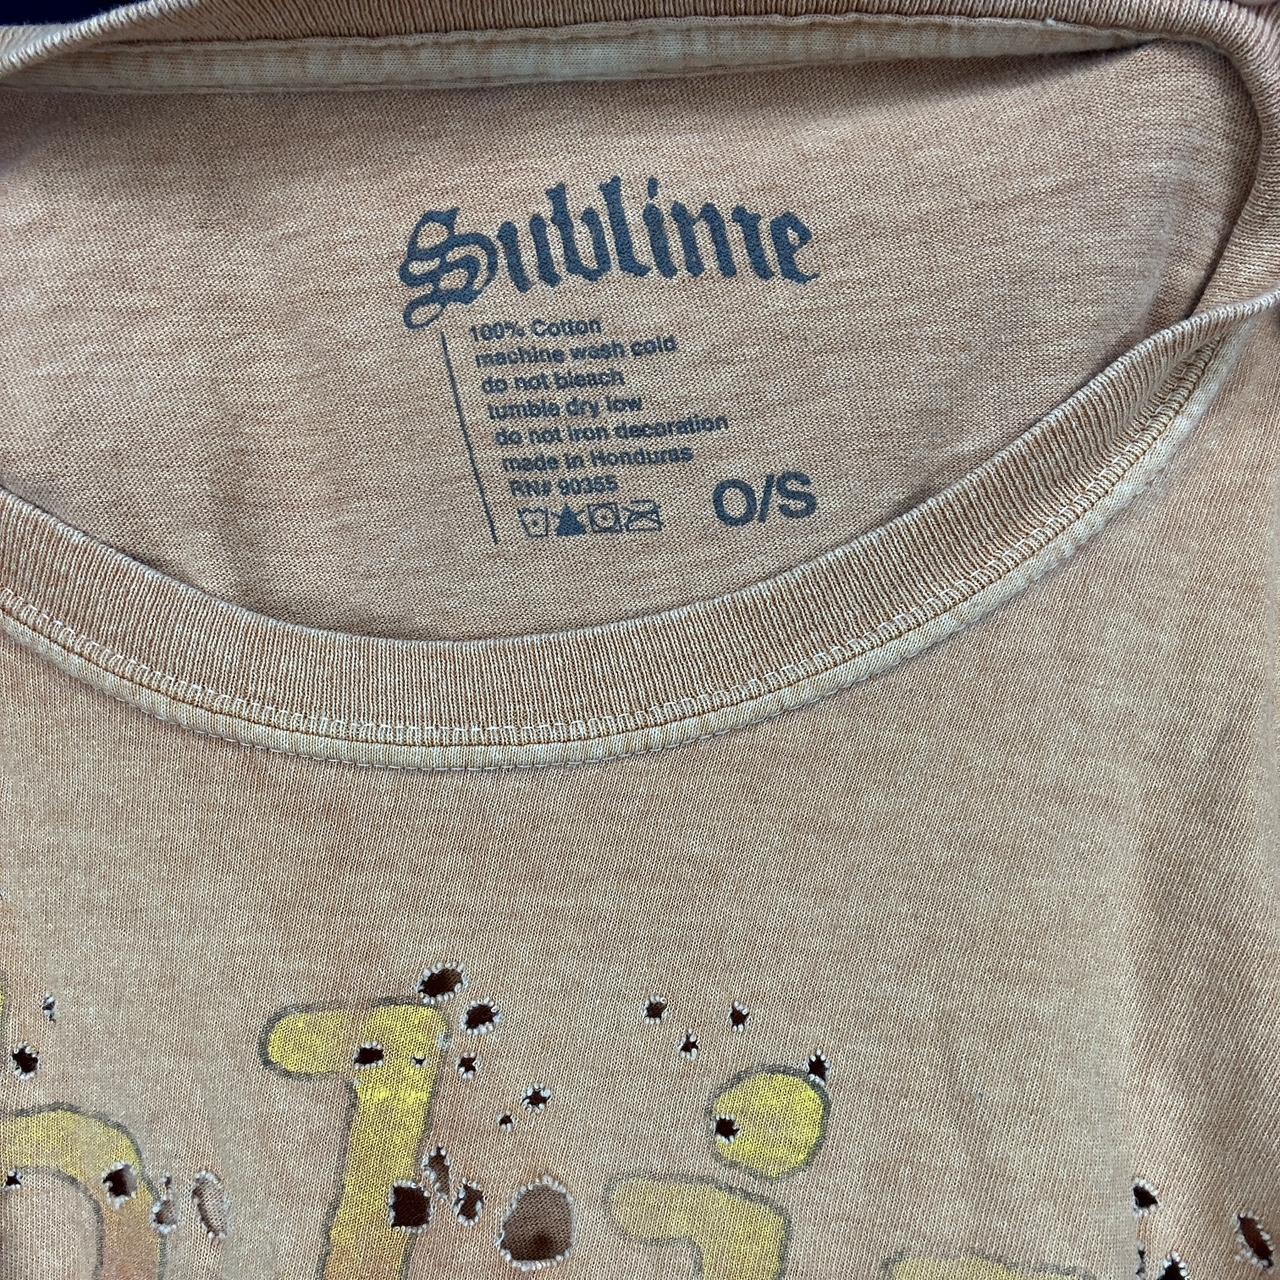 Sublime
100% Cotton
machine wash cold
do not bleach
tumble dry low
do not iron decoration
made in Honduras
RN# 90355
O/S
bli